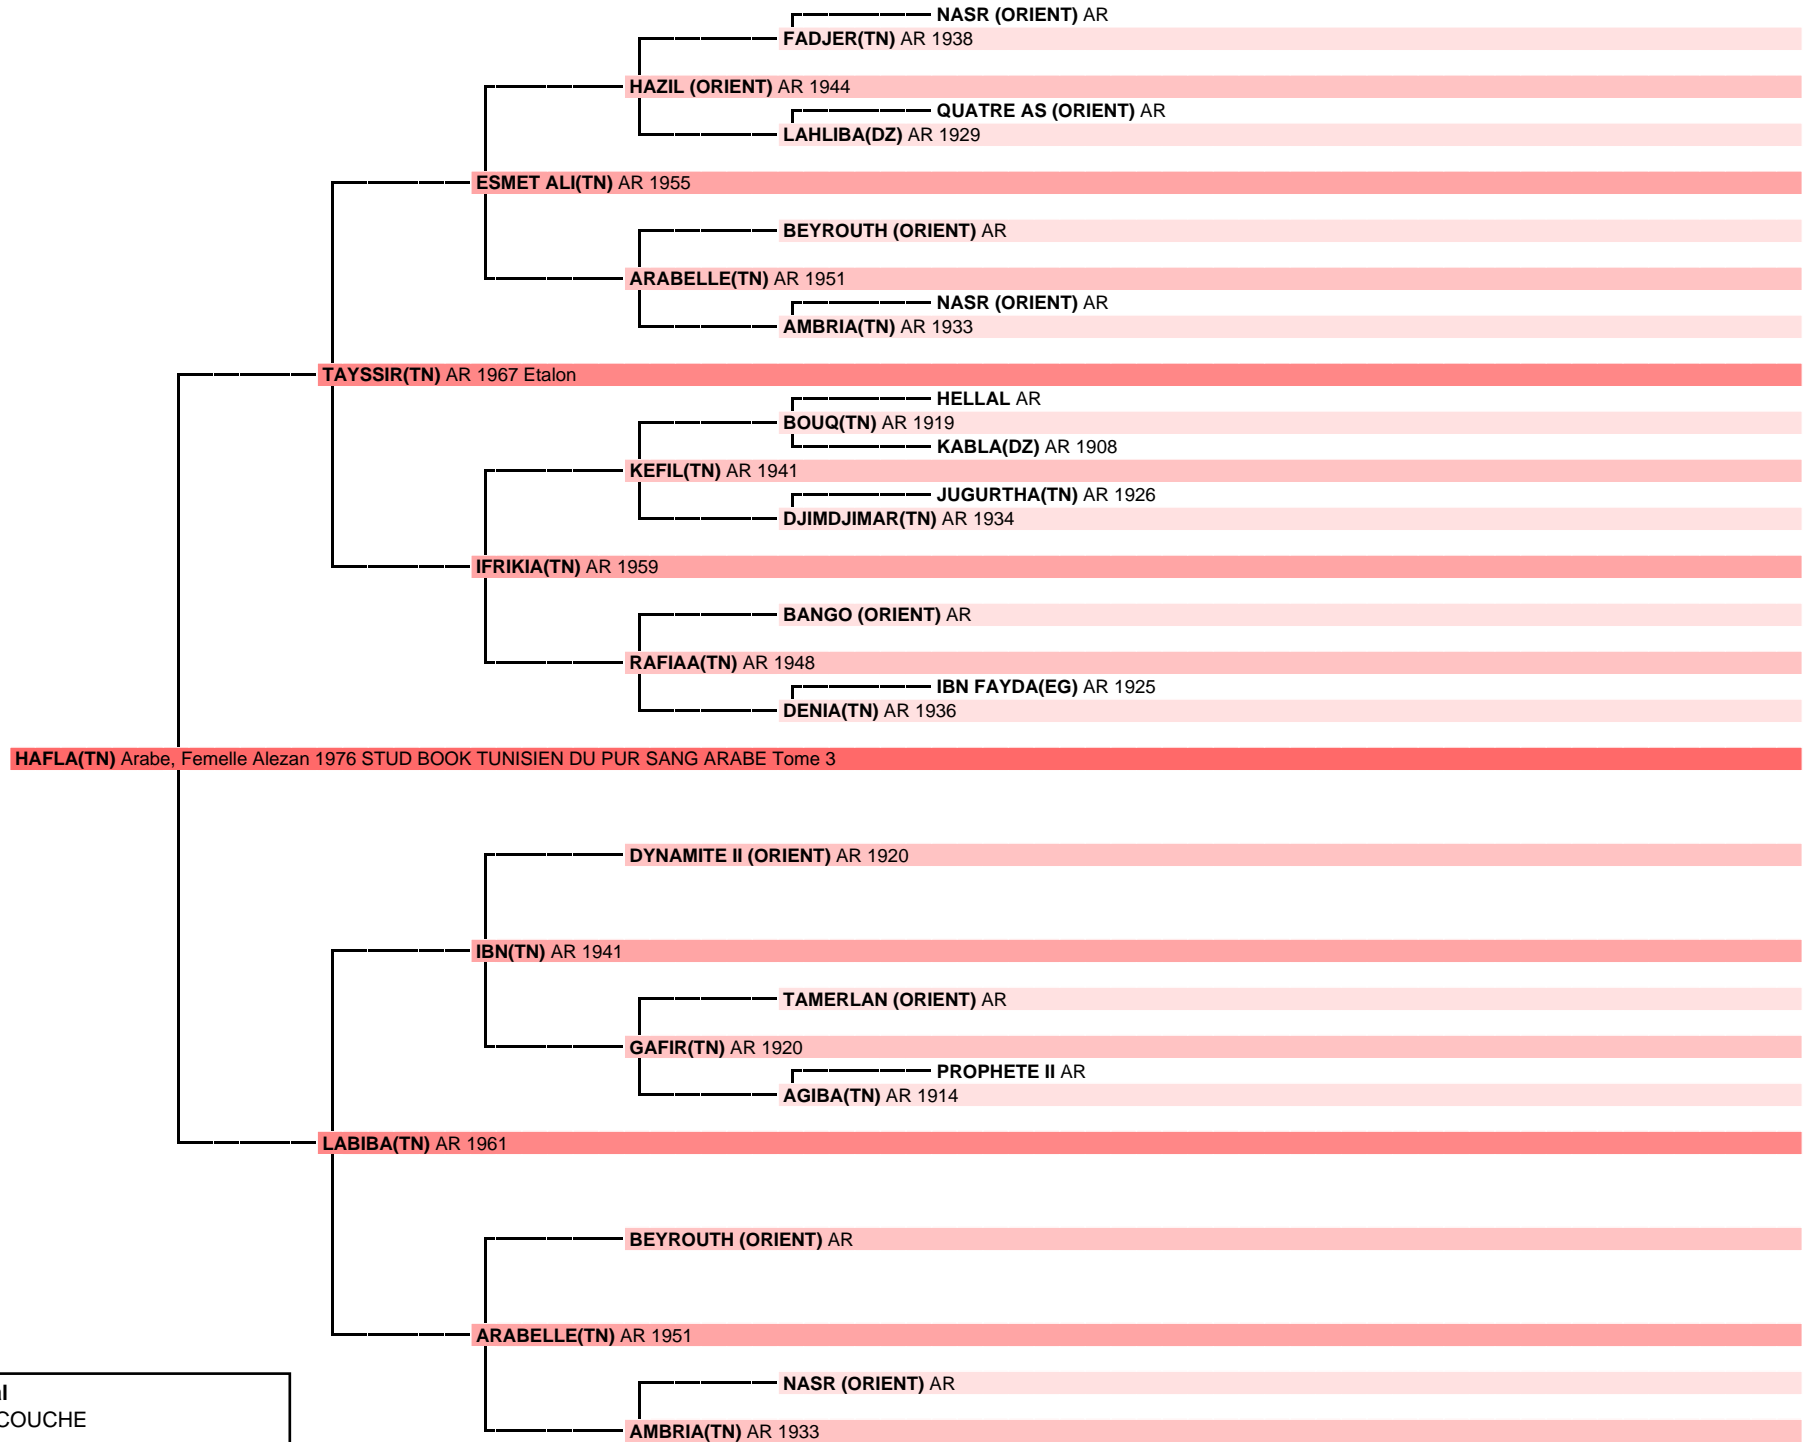 NASR (ORIENT) AR
FADJER(TN) AR 1938
HAZIL (ORIENT) AR 1944
QUATRE AS (ORIENT) AR
LAHLIBA(DZ) AR 1929
ESMET ALI(TN) AR 1955
BEYROUTH (ORIENT) AR
ARABELLE(TN) AR 1951
NASR (ORIENT) AR
AMBRIA(TN) AR 1933
TAYSSIR(TN) AR 1967 Etalon
HELLAL AR
BOUQ(TN) AR 1919
KABLA(DZ) AR 1908
KEFIL(TN) AR 1941
JUGURTHA(TN) AR 1926
DJIMDJIMAR(TN) AR 1934
IFRIKIA(TN) AR 1959
BANGO (ORIENT) AR
RAFIAA(TN) AR 1948
IBN FAYDA(EG) AR 1925
DENIA(TN) AR 1936
HAFLA(TN) Arabe, Femelle Alezan 1976 STUD BOOK TUNISIEN DU PUR SANG ARABE Tome 3
DYNAMITE II (ORIENT) AR 1920
IBN(TN) AR 1941
TAMERLAN (ORIENT) AR
GAFIR(TN) AR 1920
PROPHETE II AR
AGIBA(TN) AR 1914
LABIBA(TN) AR 1961
BEYROUTH (ORIENT) AR
ARABELLE(TN) AR 1951
NASR (ORIENT) AR
COUCHE
AMBRIA(TN) AR 1933